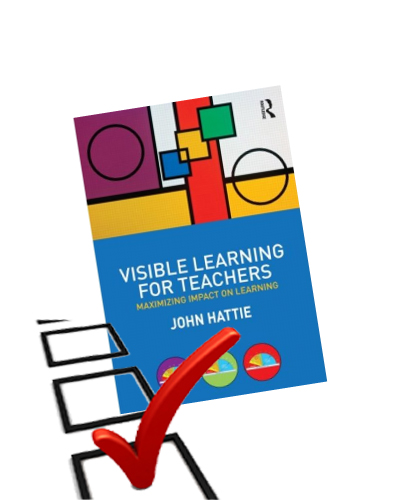 VISIBLE LEARNING
FOR TEACHERS
MAXIMIZING IMPACT ON LEARNING
JOHN HATTIE